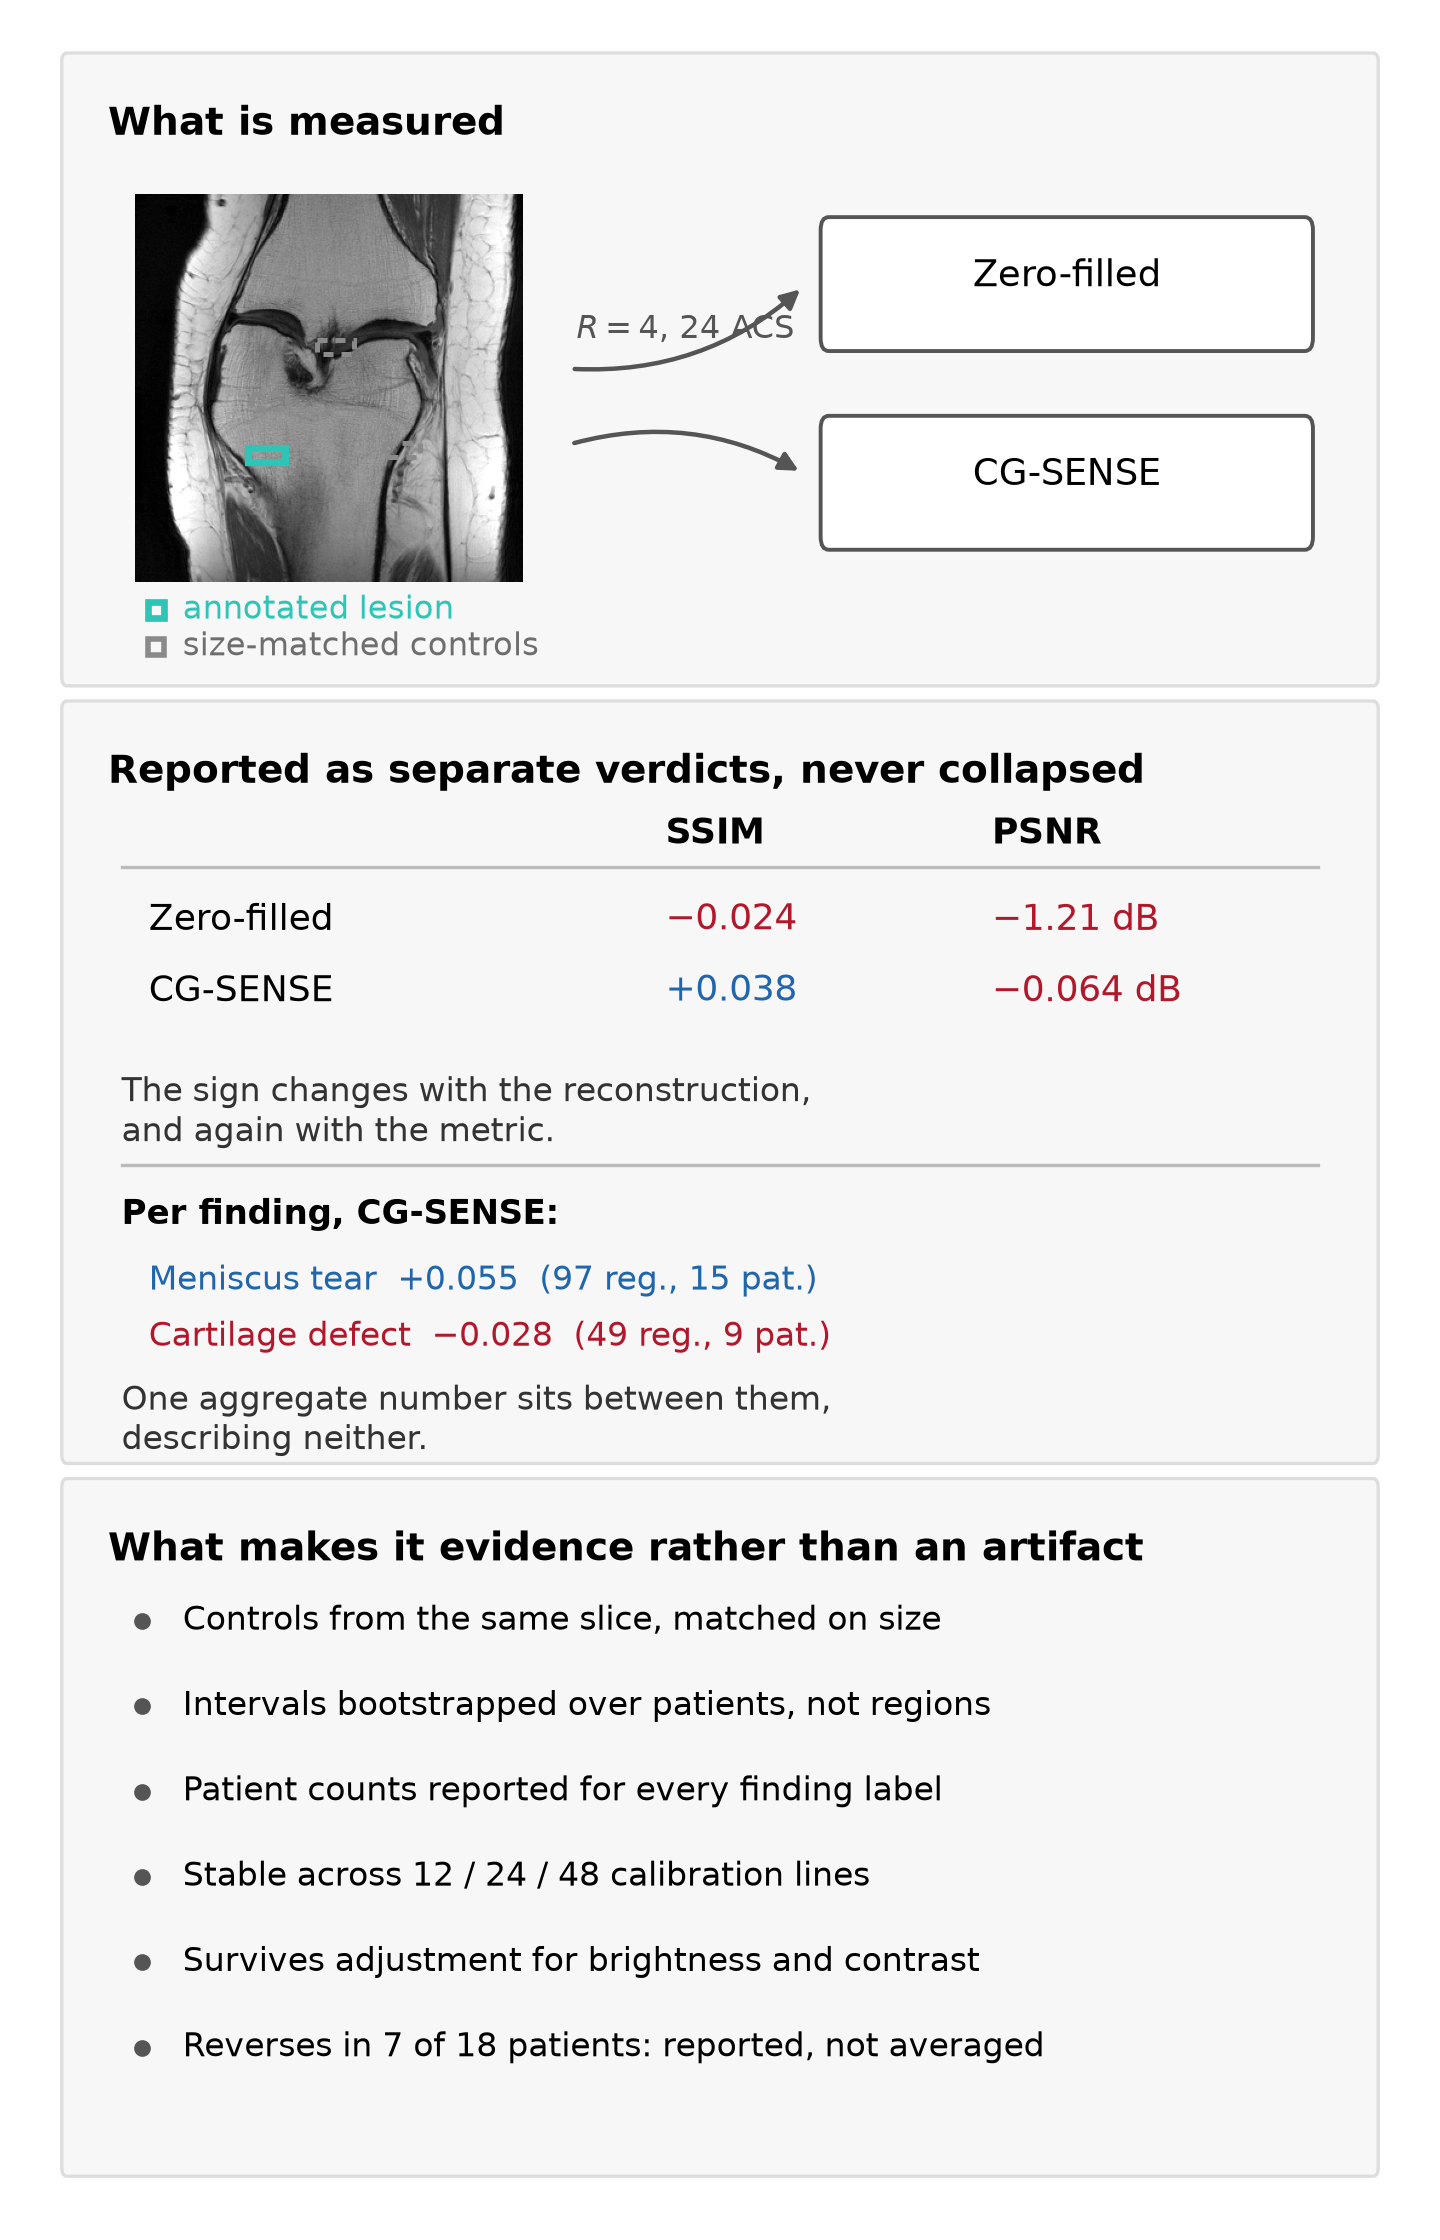 What is measured
R = 4, 24 ACS
Zero-filled
CG-SENSE
annotated lesion
size-matched controls
Reported as separate verdicts, never collapsed
SSIM PSNR
Zero-filled −0.024 −1.21 dB
CG-SENSE +0.038 −0.064 dB
The sign changes with the reconstruction,
and again with the metric.
Per finding, CG-SENSE:
Meniscus tear +0.055 (97 reg., 15 pat.)
Cartilage defect −0.028 (49 reg., 9 pat.)
One aggregate number sits between them,
describing neither.
What makes it evidence rather than an artifact
Controls from the same slice, matched on size
Intervals bootstrapped over patients, not regions
Patient counts reported for every finding label
Stable across 12 / 24 / 48 calibration lines
Survives adjustment for brightness and contrast
Reverses in 7 of 18 patients: reported, not averaged